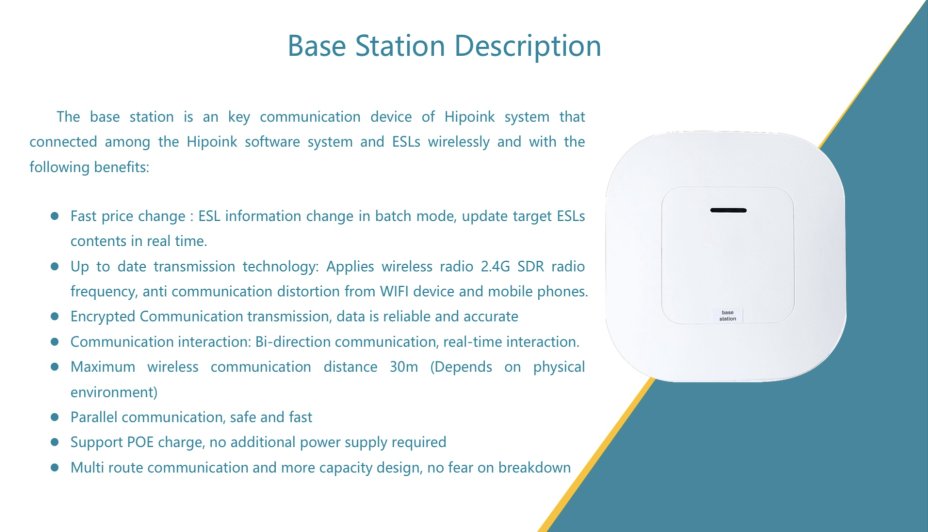 Base Station Description
The base station is an key communication device of Hipoink system that
connected among the Hipoink software system and ESLs wirelessly and with the
following benefits:
● Fast price change : ESL information change in batch mode, update target ESLs
contents in real time.
● Up to date transmission technology: Applies wireless radio 2.4G SDR radio
frequency, anti communication distortion from WIFI device and mobile phones.
● Encrypted Communication transmission, data is reliable and accurate
● Communication interaction: Bi-direction communication, real-time interaction.
● Maximum wireless communication distance 30m (Depends on physical
environment)
● Parallel communication, safe and fast
● Support POE charge, no additional power supply required
● Multi route communication and more capacity design, no fear on breakdown
base
station